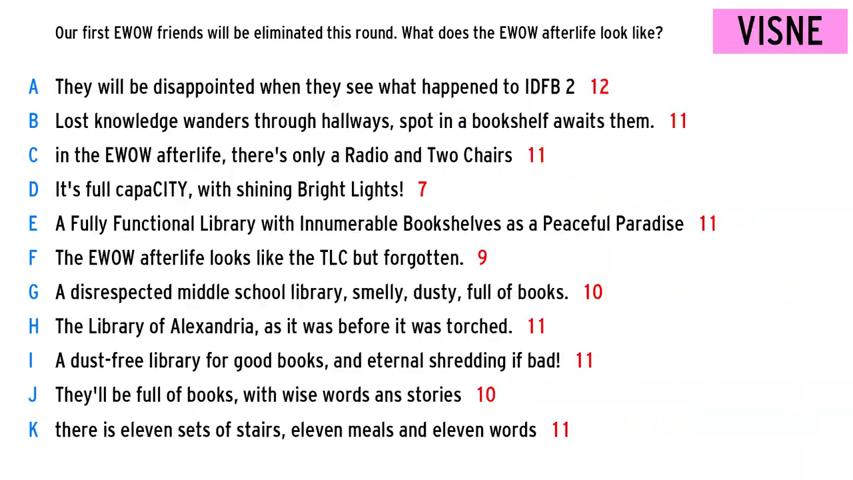 Our first EWOW friends will be eliminated this round. What does the EWOW afterlife look like?
VISNE
A They will be disappointed when they see what happened to IDFB 2 12
B Lost knowledge wanders through hallways, spot in a bookshelf awaits them. 11
C in the EWOW afterlife, there's only a Radio and Two Chairs 11
D It's full capaCITY, with shining Bright Lights! 7
E A Fully Functional Library with Innumerable Bookshelves as a Peaceful Paradise 11
F The EWOW afterlife looks like the TLC but forgotten. 9
G A disrespected middle school library, smelly, dusty, full of books. 10
H The Library of Alexandria, as it was before it was torched. 11
I A dust-free library for good books, and eternal shredding if bad! 11
J They'll be full of books, with wise words ans stories 10
K there is eleven sets of stairs, eleven meals and eleven words 11